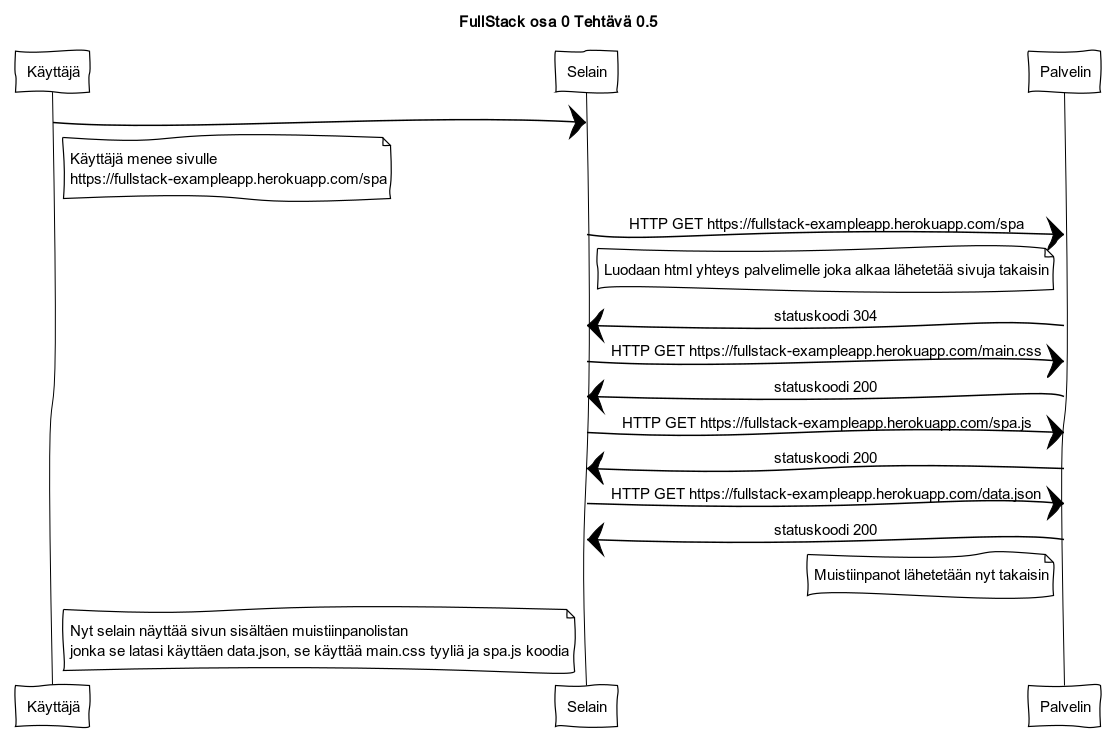 FullStack osa 0 Tehtävä 0.5
Käyttäjä
Selain
Palvelin
Käyttäjä menee sivulle
https://fullstack-exampleapp.herokuapp.com/spa
HTTP GET https://fullstack-exampleapp.herokuapp.com/spa
Luodaan html yhteys palvelimelle joka alkaa lähetetää sivuja takaisin
statuskoodi 304
HTTP GET https://fullstack-exampleapp.herokuapp.com/main.css
statuskoodi 200
HTTP GET https://fullstack-exampleapp.herokuapp.com/spa.js
statuskoodi 200
HTTP GET https://fullstack-exampleapp.herokuapp.com/data.json
statuskoodi 200
Muistiinpanot lähetetään nyt takaisin
Nyt selain näyttää sivun sisältäen muistiinpanolistan
jonka se latasi käyttäen data.json, se käyttää main.css tyyliä ja spa.js koodia
Käyttäjä
Selain
Palvelin